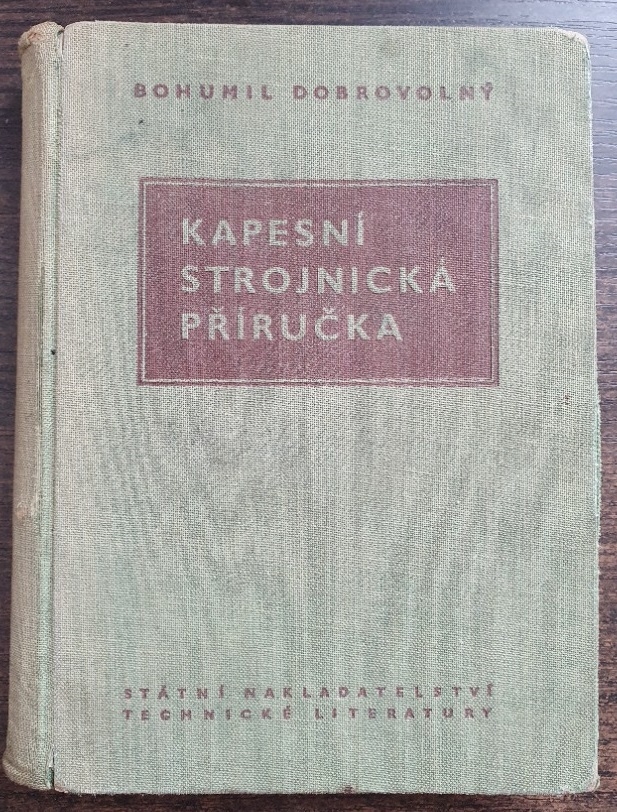 BOHUMIL DOBROVOLNÝ
KAPESNÍ
STROJNICKÁ
PŘÍRUČKA
STÁTNÍ NAKLADATELSTVÍ
TECHNICKÉ LITERATURY